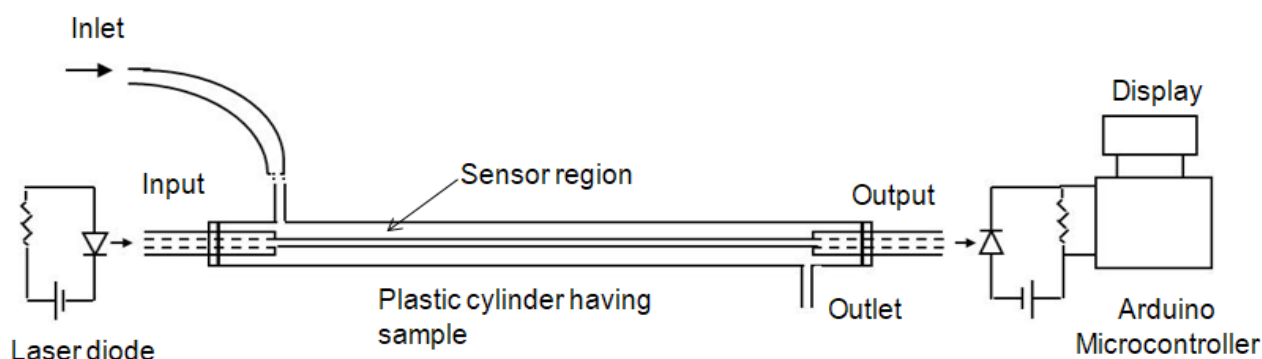 Inlet
Display
Input
Sensor region
Output
Plastic cylinder having
sample
Outlet
Arduino
Microcontroller
Laser diode